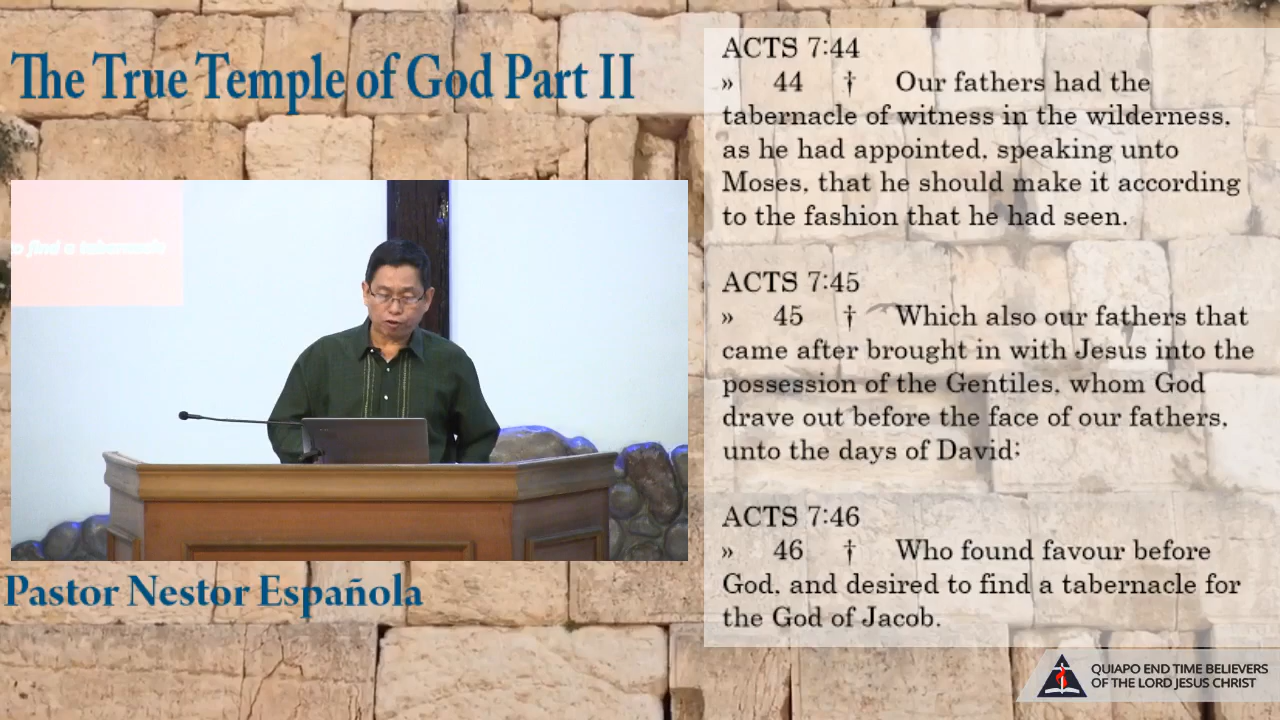 The True Temple of God Part II
find a tabernacle
Pastor Nestor Española
ACTS 7:44
» 44 † Our fathers had the
tabernacle of witness in the wilderness,
as he had appointed, speaking unto
Moses, that he should make it according
to the fashion that he had seen.
ACTS 7:45
» 45 † Which also our fathers that
came after brought in with Jesus into the
possession of the Gentiles, whom God
drave out before the face of our fathers,
unto the days of David;
ACTS 7:46
» 46 † Who found favour before
God, and desired to find a tabernacle for
the God of Jacob.
QUIAPO END TIME BELIEVERS
OF THE LORD JESUS CHRIST